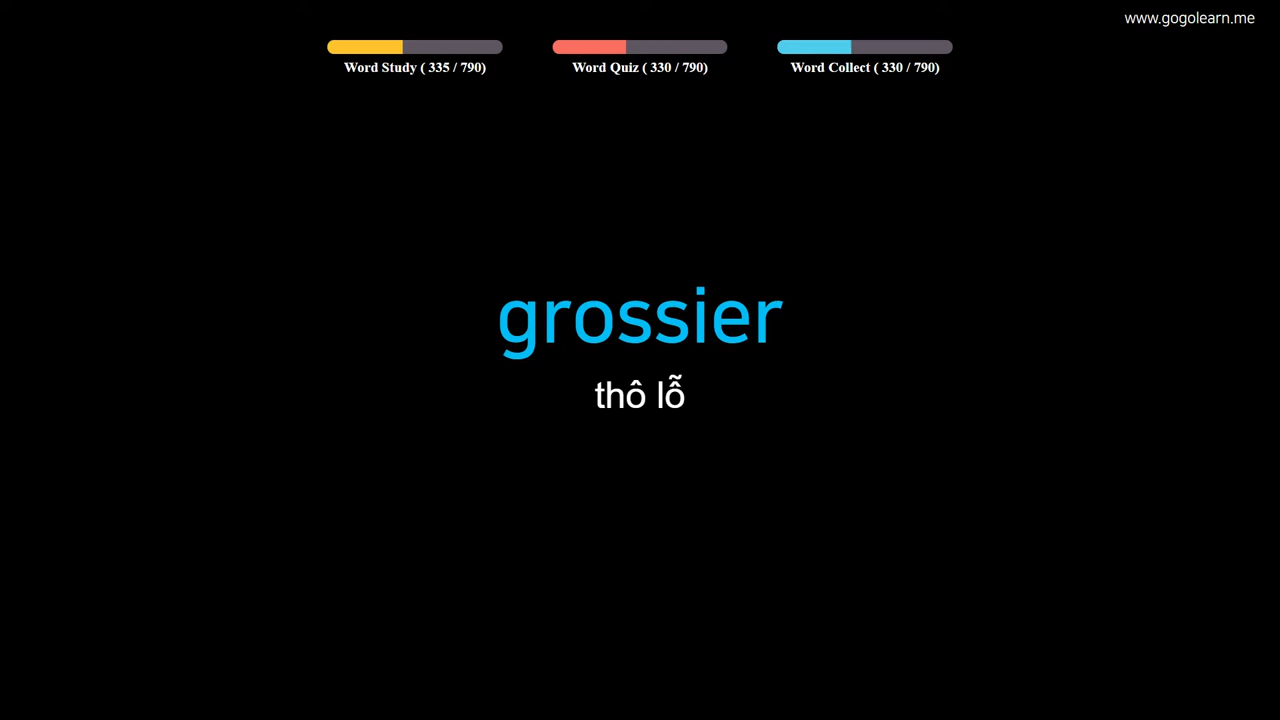 www.gogolearn.me
Word Study ( 335 / 790)
Word Quiz ( 330 / 790)
Word Collect ( 330 / 790)
grossier
thô lỗ